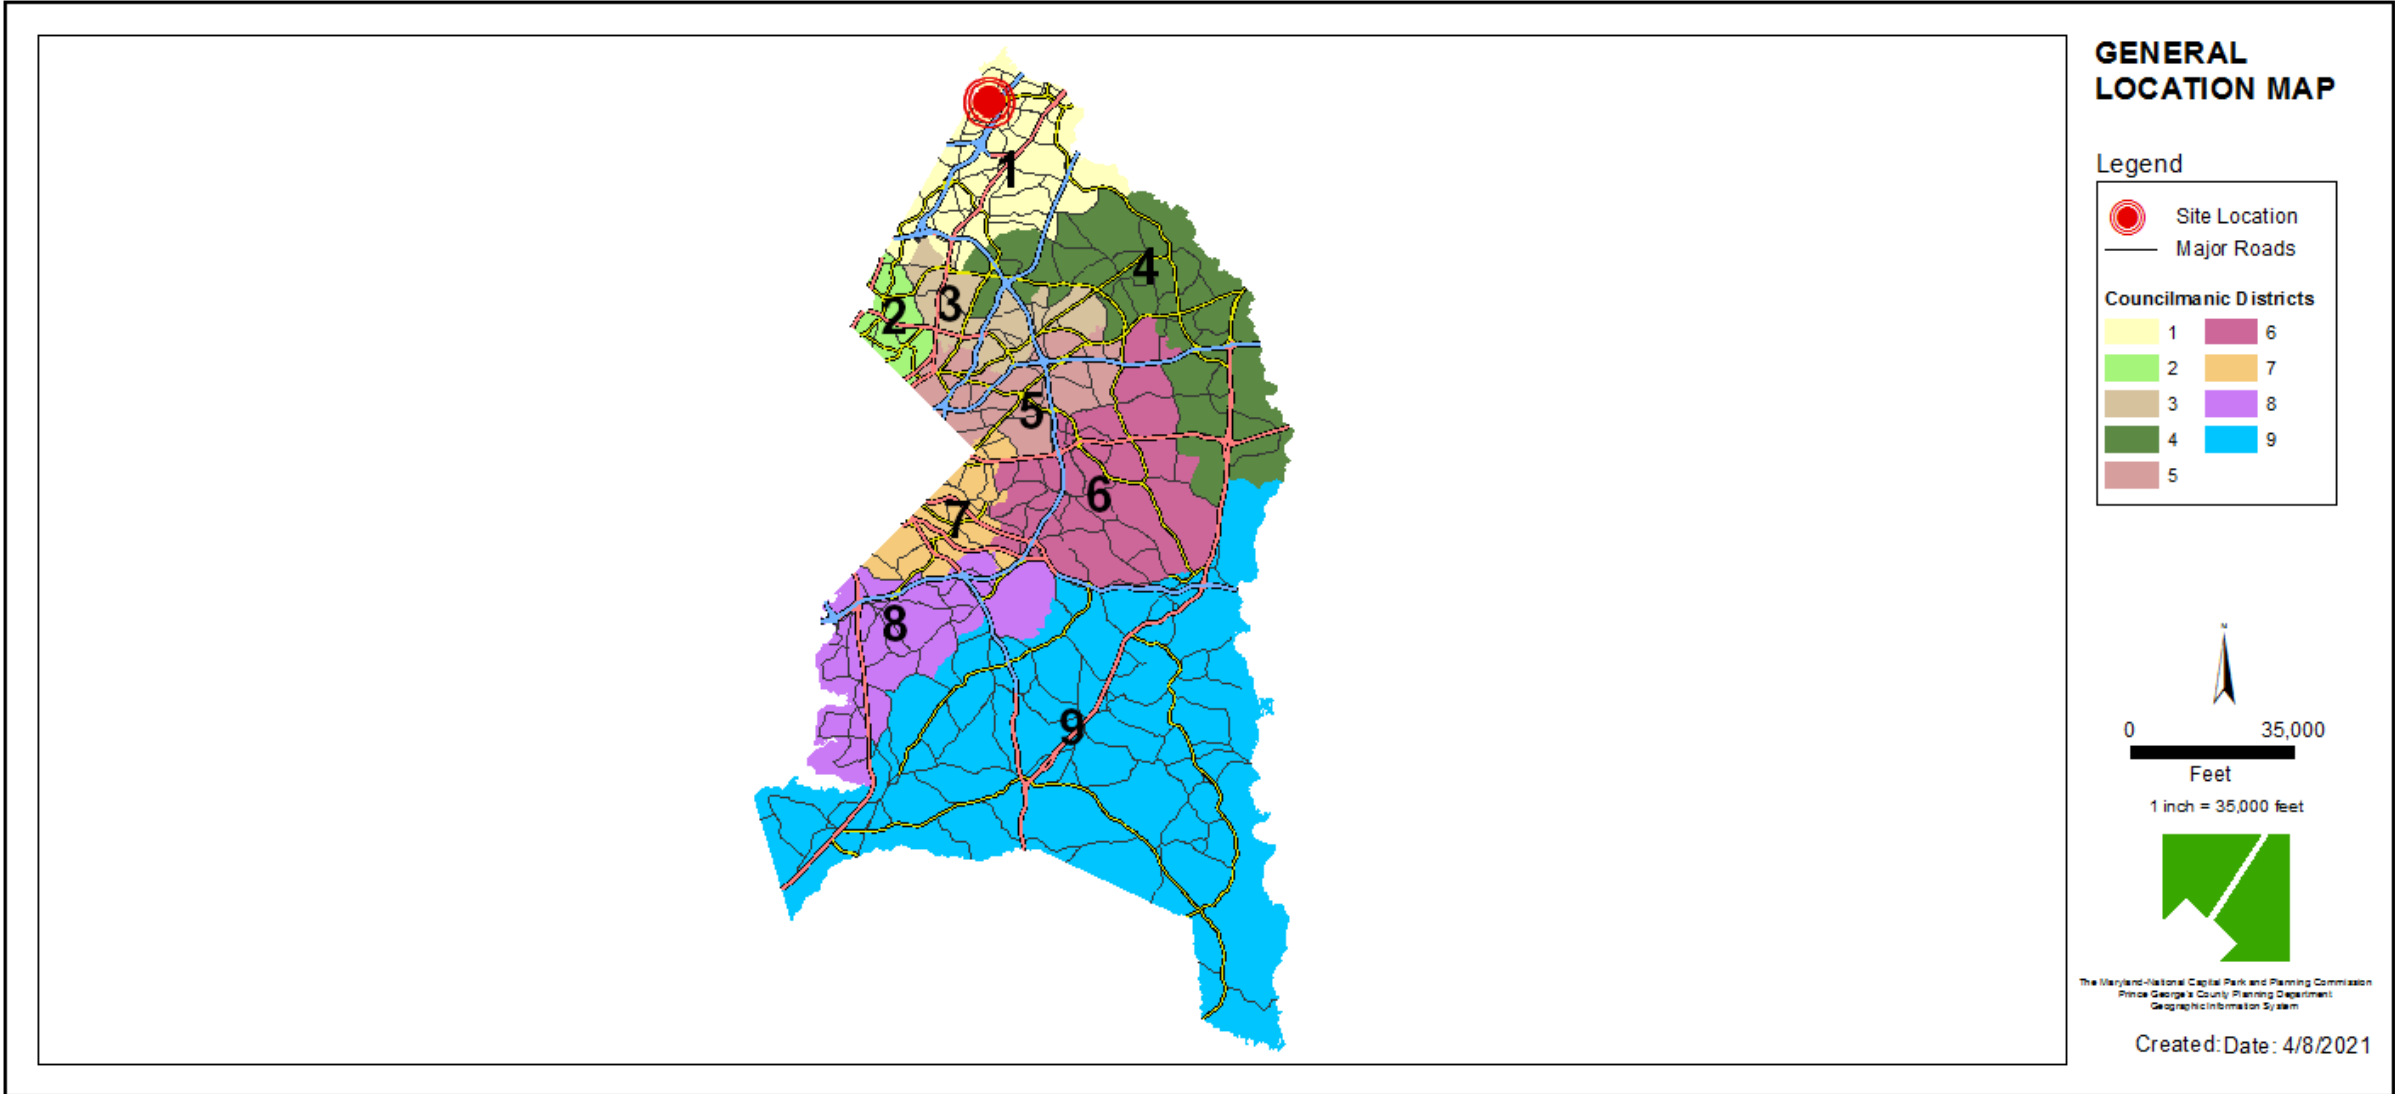 GENERAL
LOCATION MAP
Legend
Site Location
Major Roads
Councilmanic Districts
1 6
2 7
3 8
4 9
5
1
4
3
2
5
6
7
8
9
N
0 35,000
Feet
1 inch = 35,000 feet
The Maryland-National Capital Park and Planning Commission
Prince George's County Planning Department
Geographic Information System
Created: Date: 4/8/2021